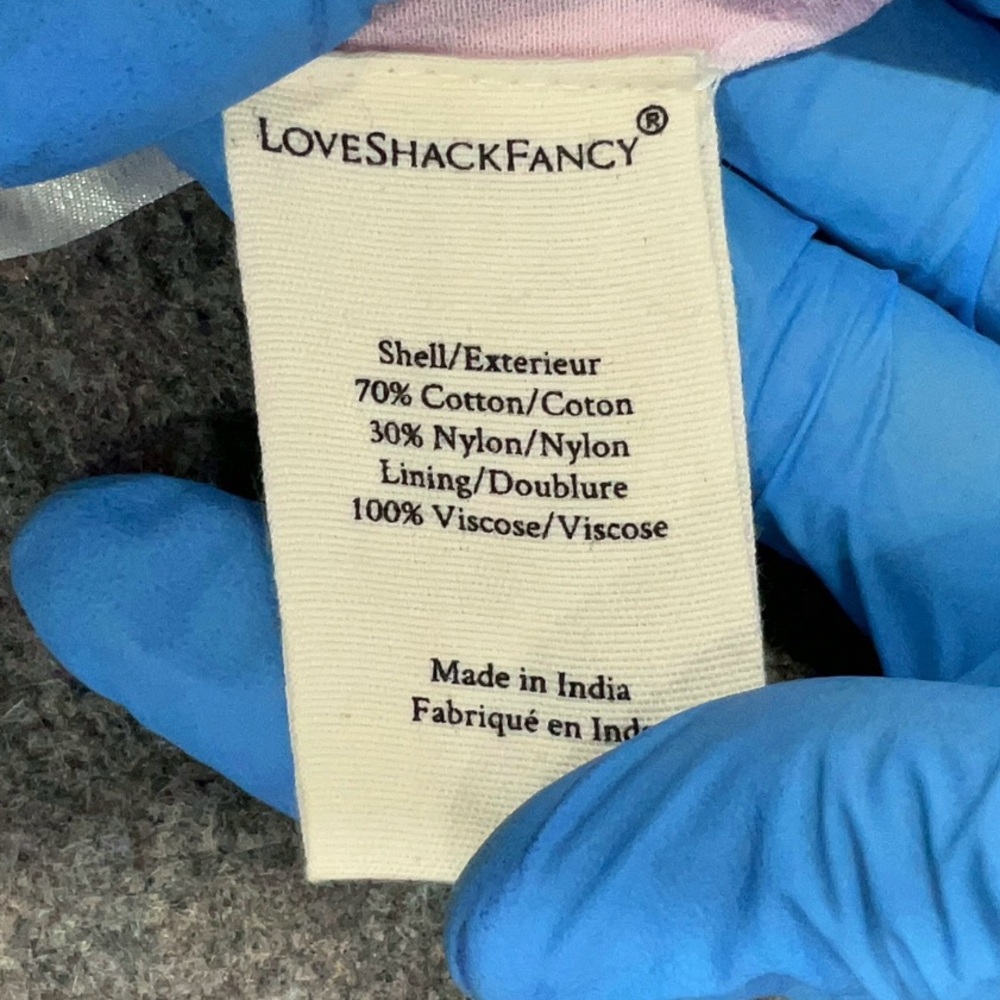 LOVESHACKFANCY®
Shell/Exterieur
70% Cotton/Coton
30% Nylon/Nylon
Lining/Doublure
100% Viscose/Viscose
Made in India
Fabriqué en